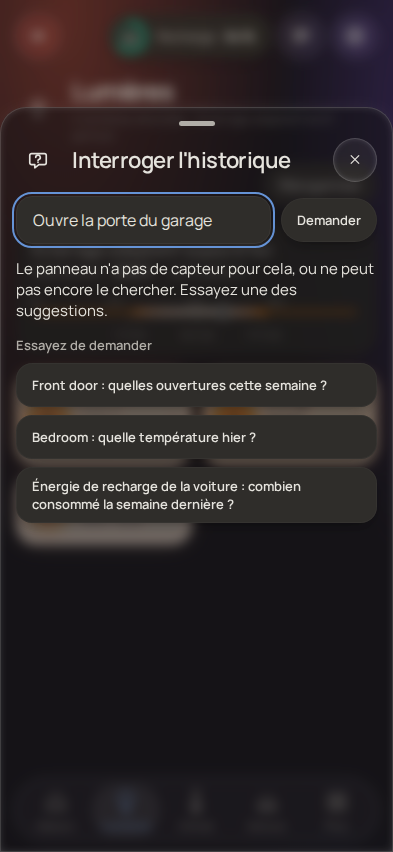 Lumières
Interroger l'historique
Ouvre la porte du garage
Demander
Le panneau n'a pas de capteur pour cela, ou ne peut
pas encore le chercher. Essayez une des
suggestions.
Essayez de demander
Front door : quelles ouvertures cette semaine ?
Bedroom : quelle température hier ?
Énergie de recharge de la voiture : combien
consommé la semaine dernière ?